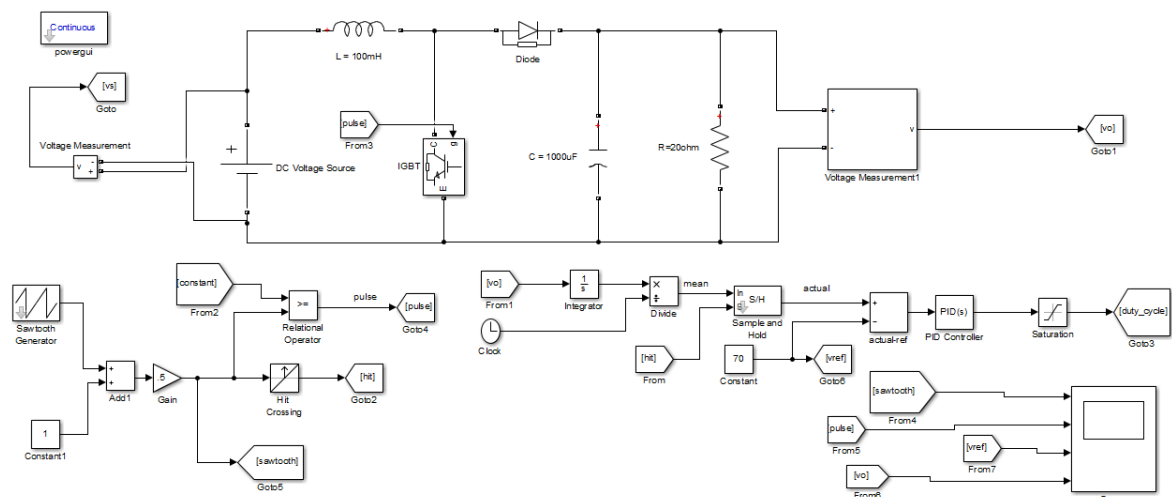 Continuous
powergui
[vs]
Goto
Voltage Measurement
v
-
+
+
DC Voltage Source
L = 100mH
Diode
[pulse]
From3
IGBT
C
g
E
C = 1000uF
R=20ohm
+
-
v
Voltage Measurement1
[vo]
Goto1
Sawtooth
Generator
[constant]
From2
>=
Relational
Operator
pulse
[pulse]
Goto4
+
+
Add1
.5
Gain
Hit
Crossing
[hit]
Goto2
1
Constant1
[sawtooth]
Goto5
[vo]
From1
1
s
Integrator
Clock
×
÷
Divide
mean
In
S/H
Sample and
Hold
actual
[hit]
From
70
Constant
[vref]
Goto6
+
−
actual-ref
PID(s)
PID Controller
Saturation
[duty_cycle]
Goto3
[sawtooth]
From4
[pulse]
From5
[vref]
From7
[vo]
From6